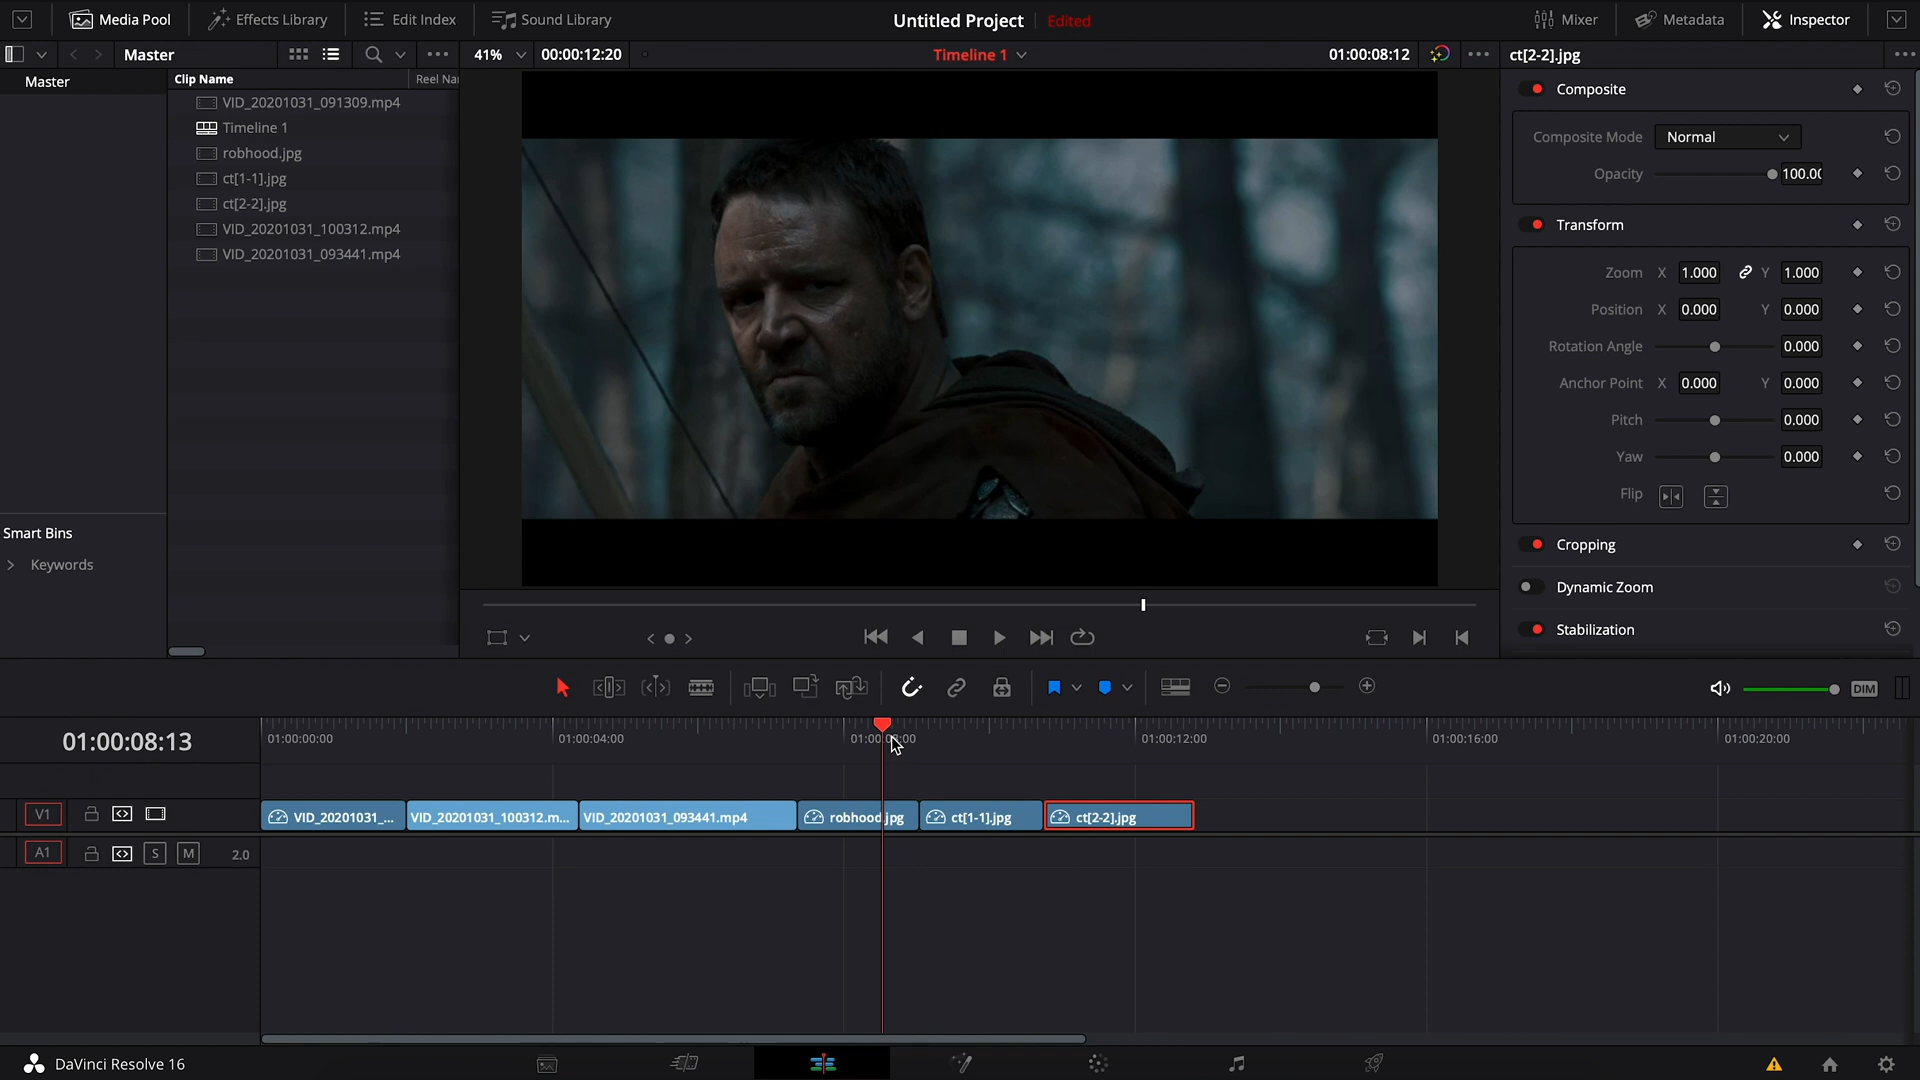 Media Pool Effects Library Edit Index Sound Library Untitled Project Edited Mixer Metadata Inspector
Master 41% 00:00:12:20 Timeline 1 01:00:08:12 ct[2-2].jpg
Master
Clip Name Reel Na
VID_20201031_091309.mp4
Timeline 1
robhood.jpg
ct[1-1].jpg
ct[2-2].jpg
VID_20201031_100312.mp4
VID_20201031_093441.mp4
Smart Bins
Keywords
Composite
Composite Mode Normal
Opacity 100.00
Transform
Zoom X 1.000 Y 1.000
Position X 0.000 Y 0.000
Rotation Angle 0.000
Anchor Point X 0.000 Y 0.000
Pitch 0.000
Yaw 0.000
Flip
Cropping
Dynamic Zoom
Stabilization
DIM
01:00:08:13 01:00:00:00 01:00:04:00 01:00:12:00 01:00:16:00 01:00:20:00
V1 VID_20201031_... VID_20201031_100312.m... VID_20201031_093441.mp4 robhood.jpg ct[1-1].jpg ct[2-2].jpg
A1 S M 2.0
DaVinci Resolve 16